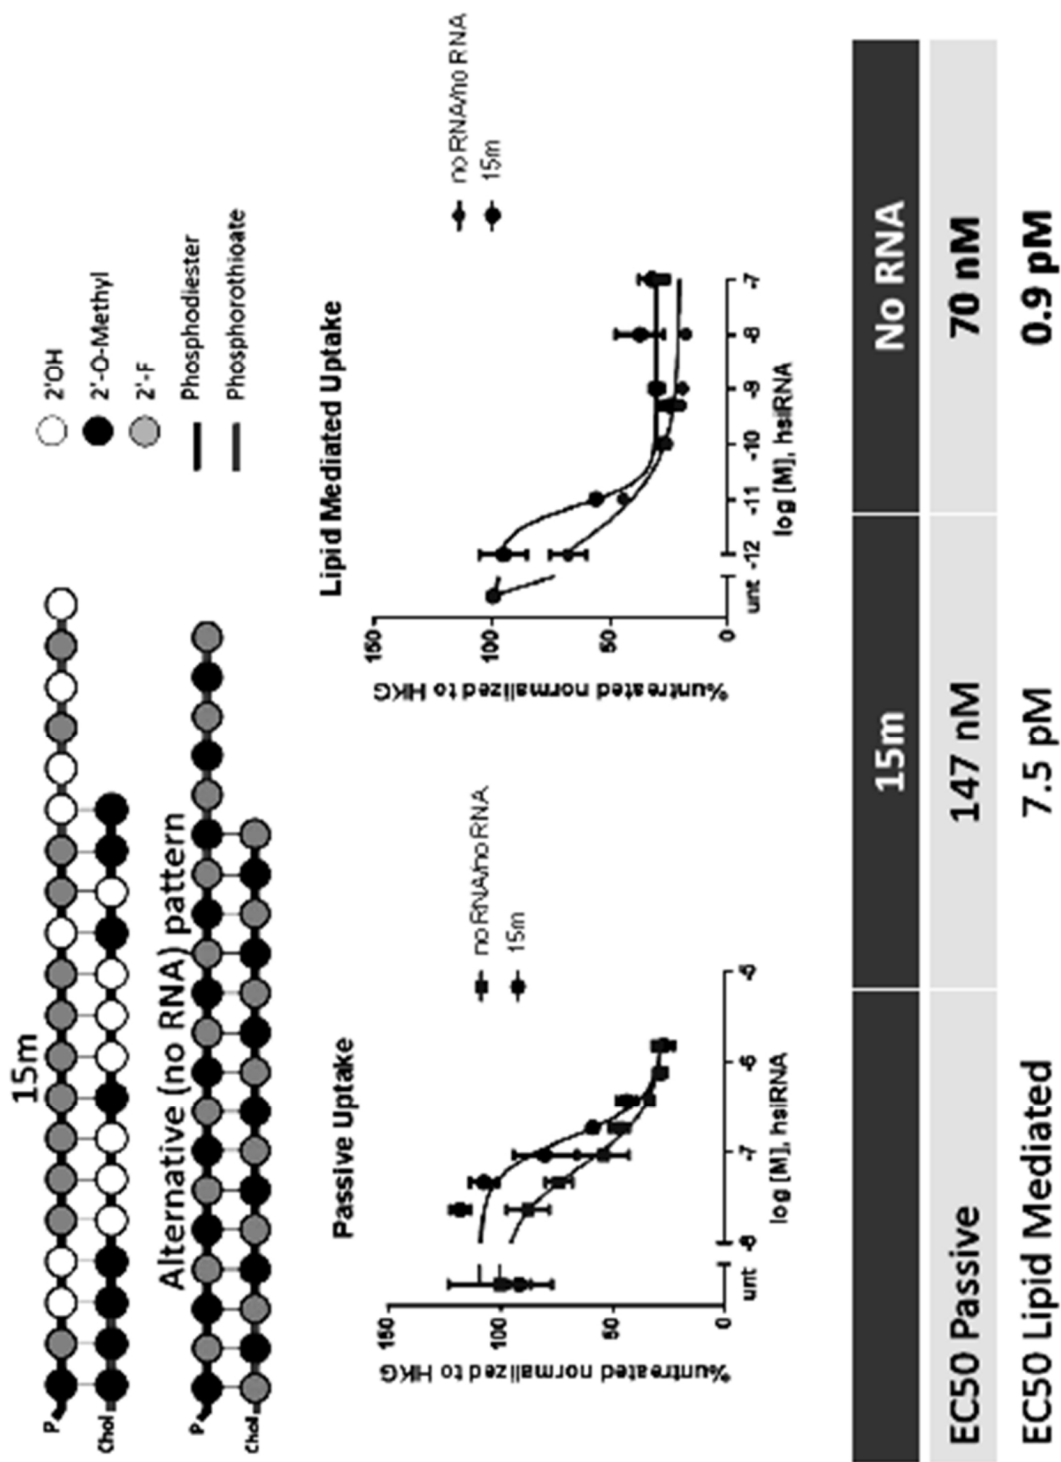 15m
P
Chol
Alternative (no RNA) pattern
P
Chol
2'OH
2'-O-Methyl
2'-F
Phosphodiester
Phosphorothioate
Passive Uptake
%untreated normalized to HKG
150
100
50
0
unt
-8
-7
-6
-5
log [M], hsiRNA
no RNA/no RNA
15m
Lipid Mediated Uptake
%untreated normalized to HKG
150
100
50
0
unt
-12
-11
-10
-9
-8
-7
log [M], hsiRNA
no RNA/no RNA
15m
15m No RNA
EC50 Passive 147 nM 70 nM
EC50 Lipid Mediated 7.5 pM 0.9 pM